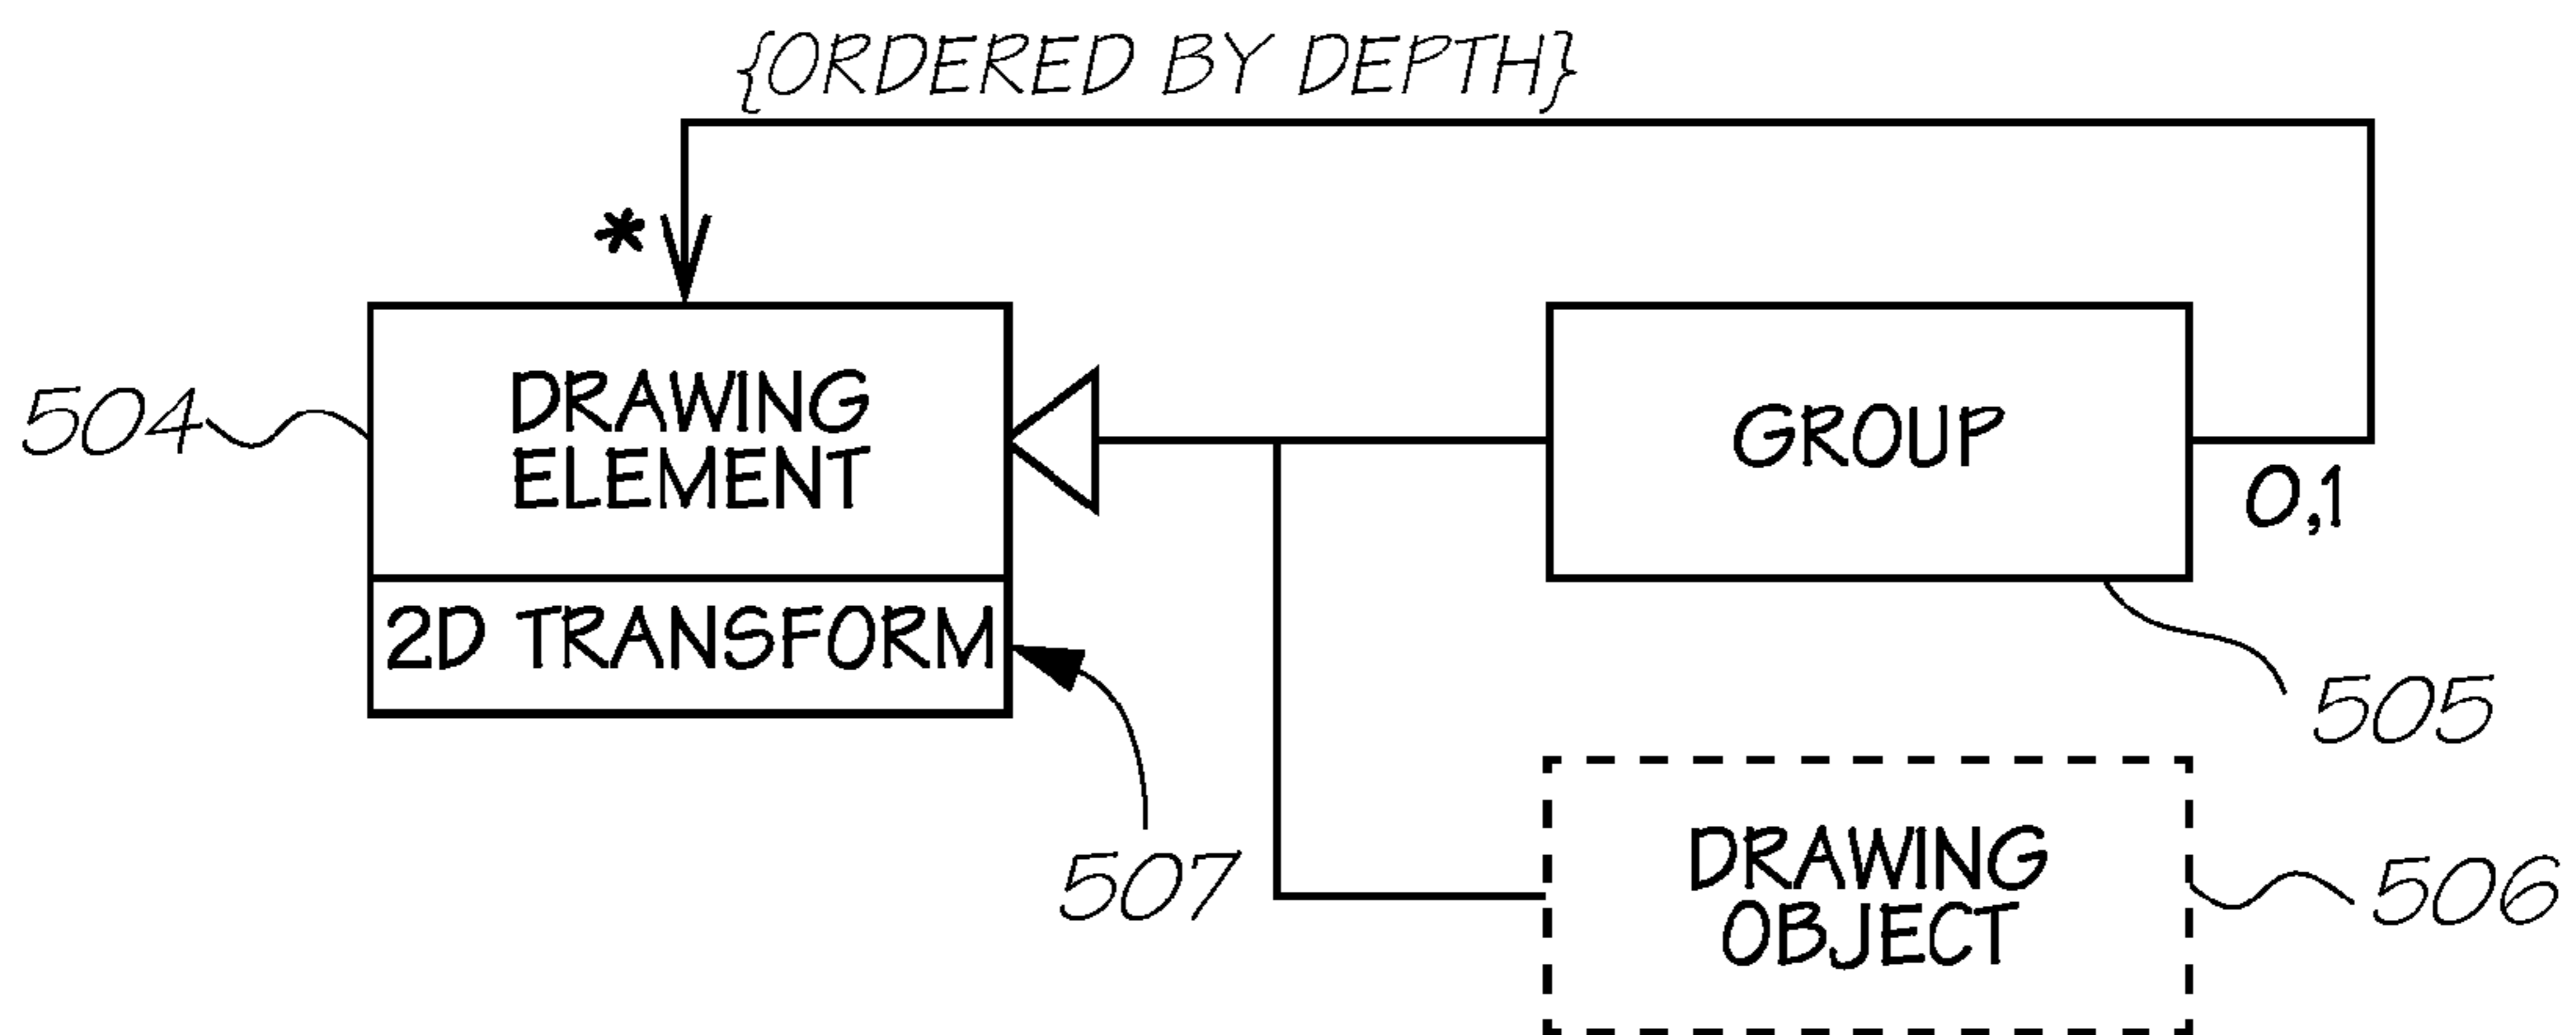 {ORDERED BY DEPTH}
*
504
DRAWING
ELEMENT
GROUP
0,1
2D TRANSFORM
505
507
DRAWING
OBJECT
506